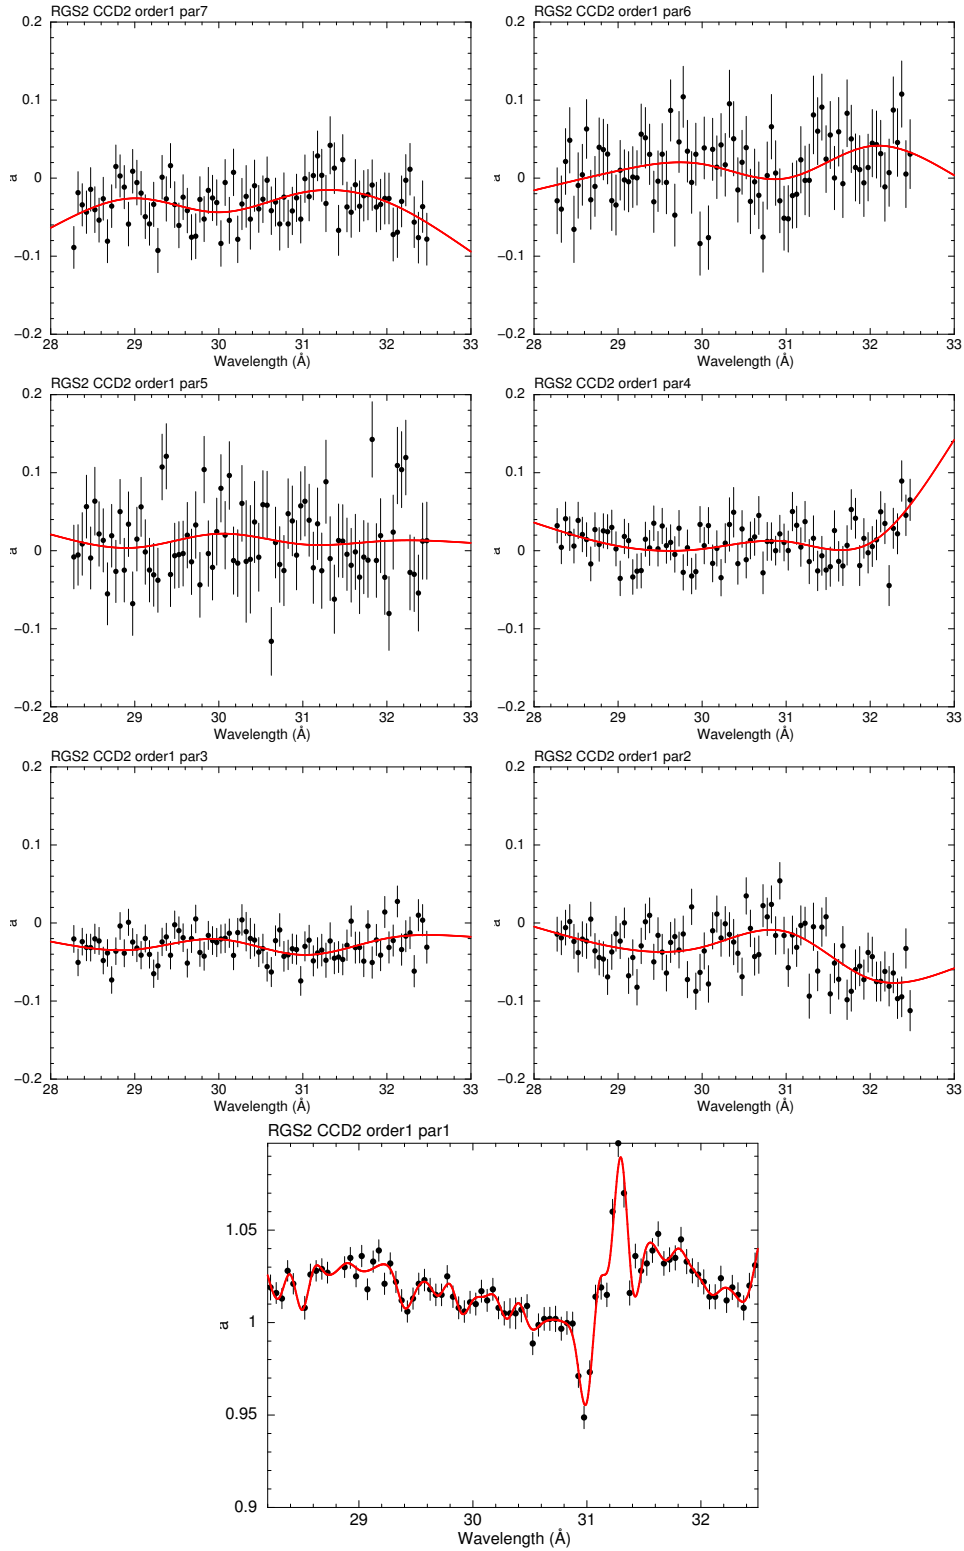 RGS2 CCD2 order1 par7
0.2
0.1
0
−0.1
−0.2
a
28 29 30 31 32 33
Wavelength (Å)
RGS2 CCD2 order1 par6
0.2
0.1
0
−0.1
−0.2
a
28 29 30 31 32 33
Wavelength (Å)
RGS2 CCD2 order1 par5
0.2
0.1
0
−0.1
−0.2
a
28 29 30 31 32 33
Wavelength (Å)
RGS2 CCD2 order1 par4
0.2
0.1
0
−0.1
−0.2
a
28 29 30 31 32 33
Wavelength (Å)
RGS2 CCD2 order1 par3
0.2
0.1
0
−0.1
−0.2
a
28 29 30 31 32 33
Wavelength (Å)
RGS2 CCD2 order1 par2
0.2
0.1
0
−0.1
−0.2
a
28 29 30 31 32 33
Wavelength (Å)
RGS2 CCD2 order1 par1
1.05
1
0.95
0.9
a
29 30 31 32
Wavelength (Å)